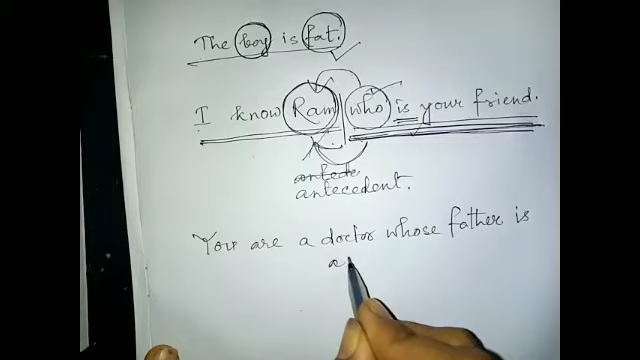 The boy is fat.
I know Ram who is your friend.
antede
antecedent.
You are a doctor whose father is
a